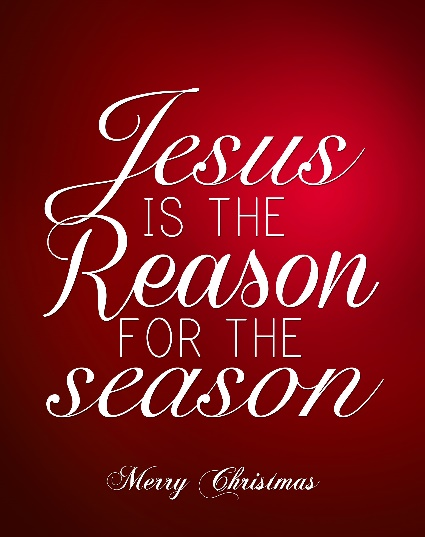 Jesus
IS THE
Reason
FOR THE
season
Merry Christmas